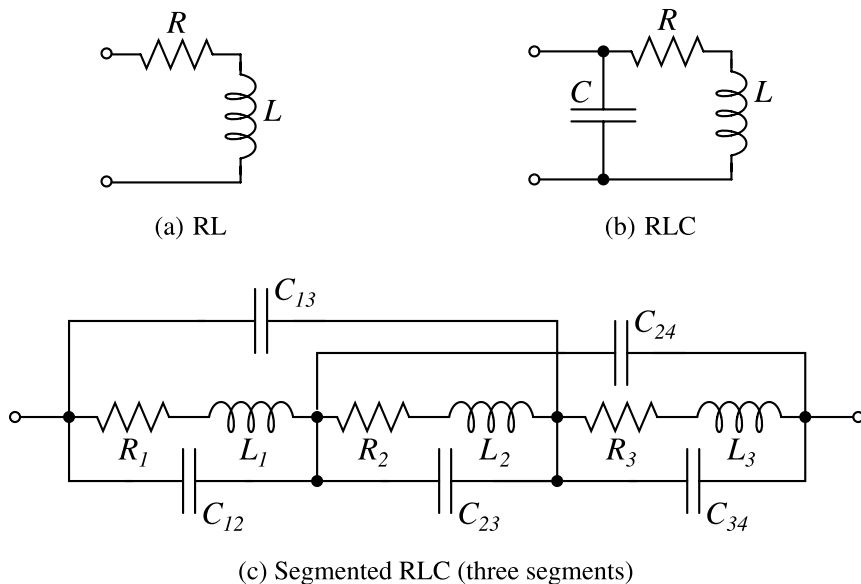 R
L
(a) RL
R
C
L
(b) RLC
C13
C24
R1
L1
R2
L2
R3
L3
C12
C23
C34
(c) Segmented RLC (three segments)